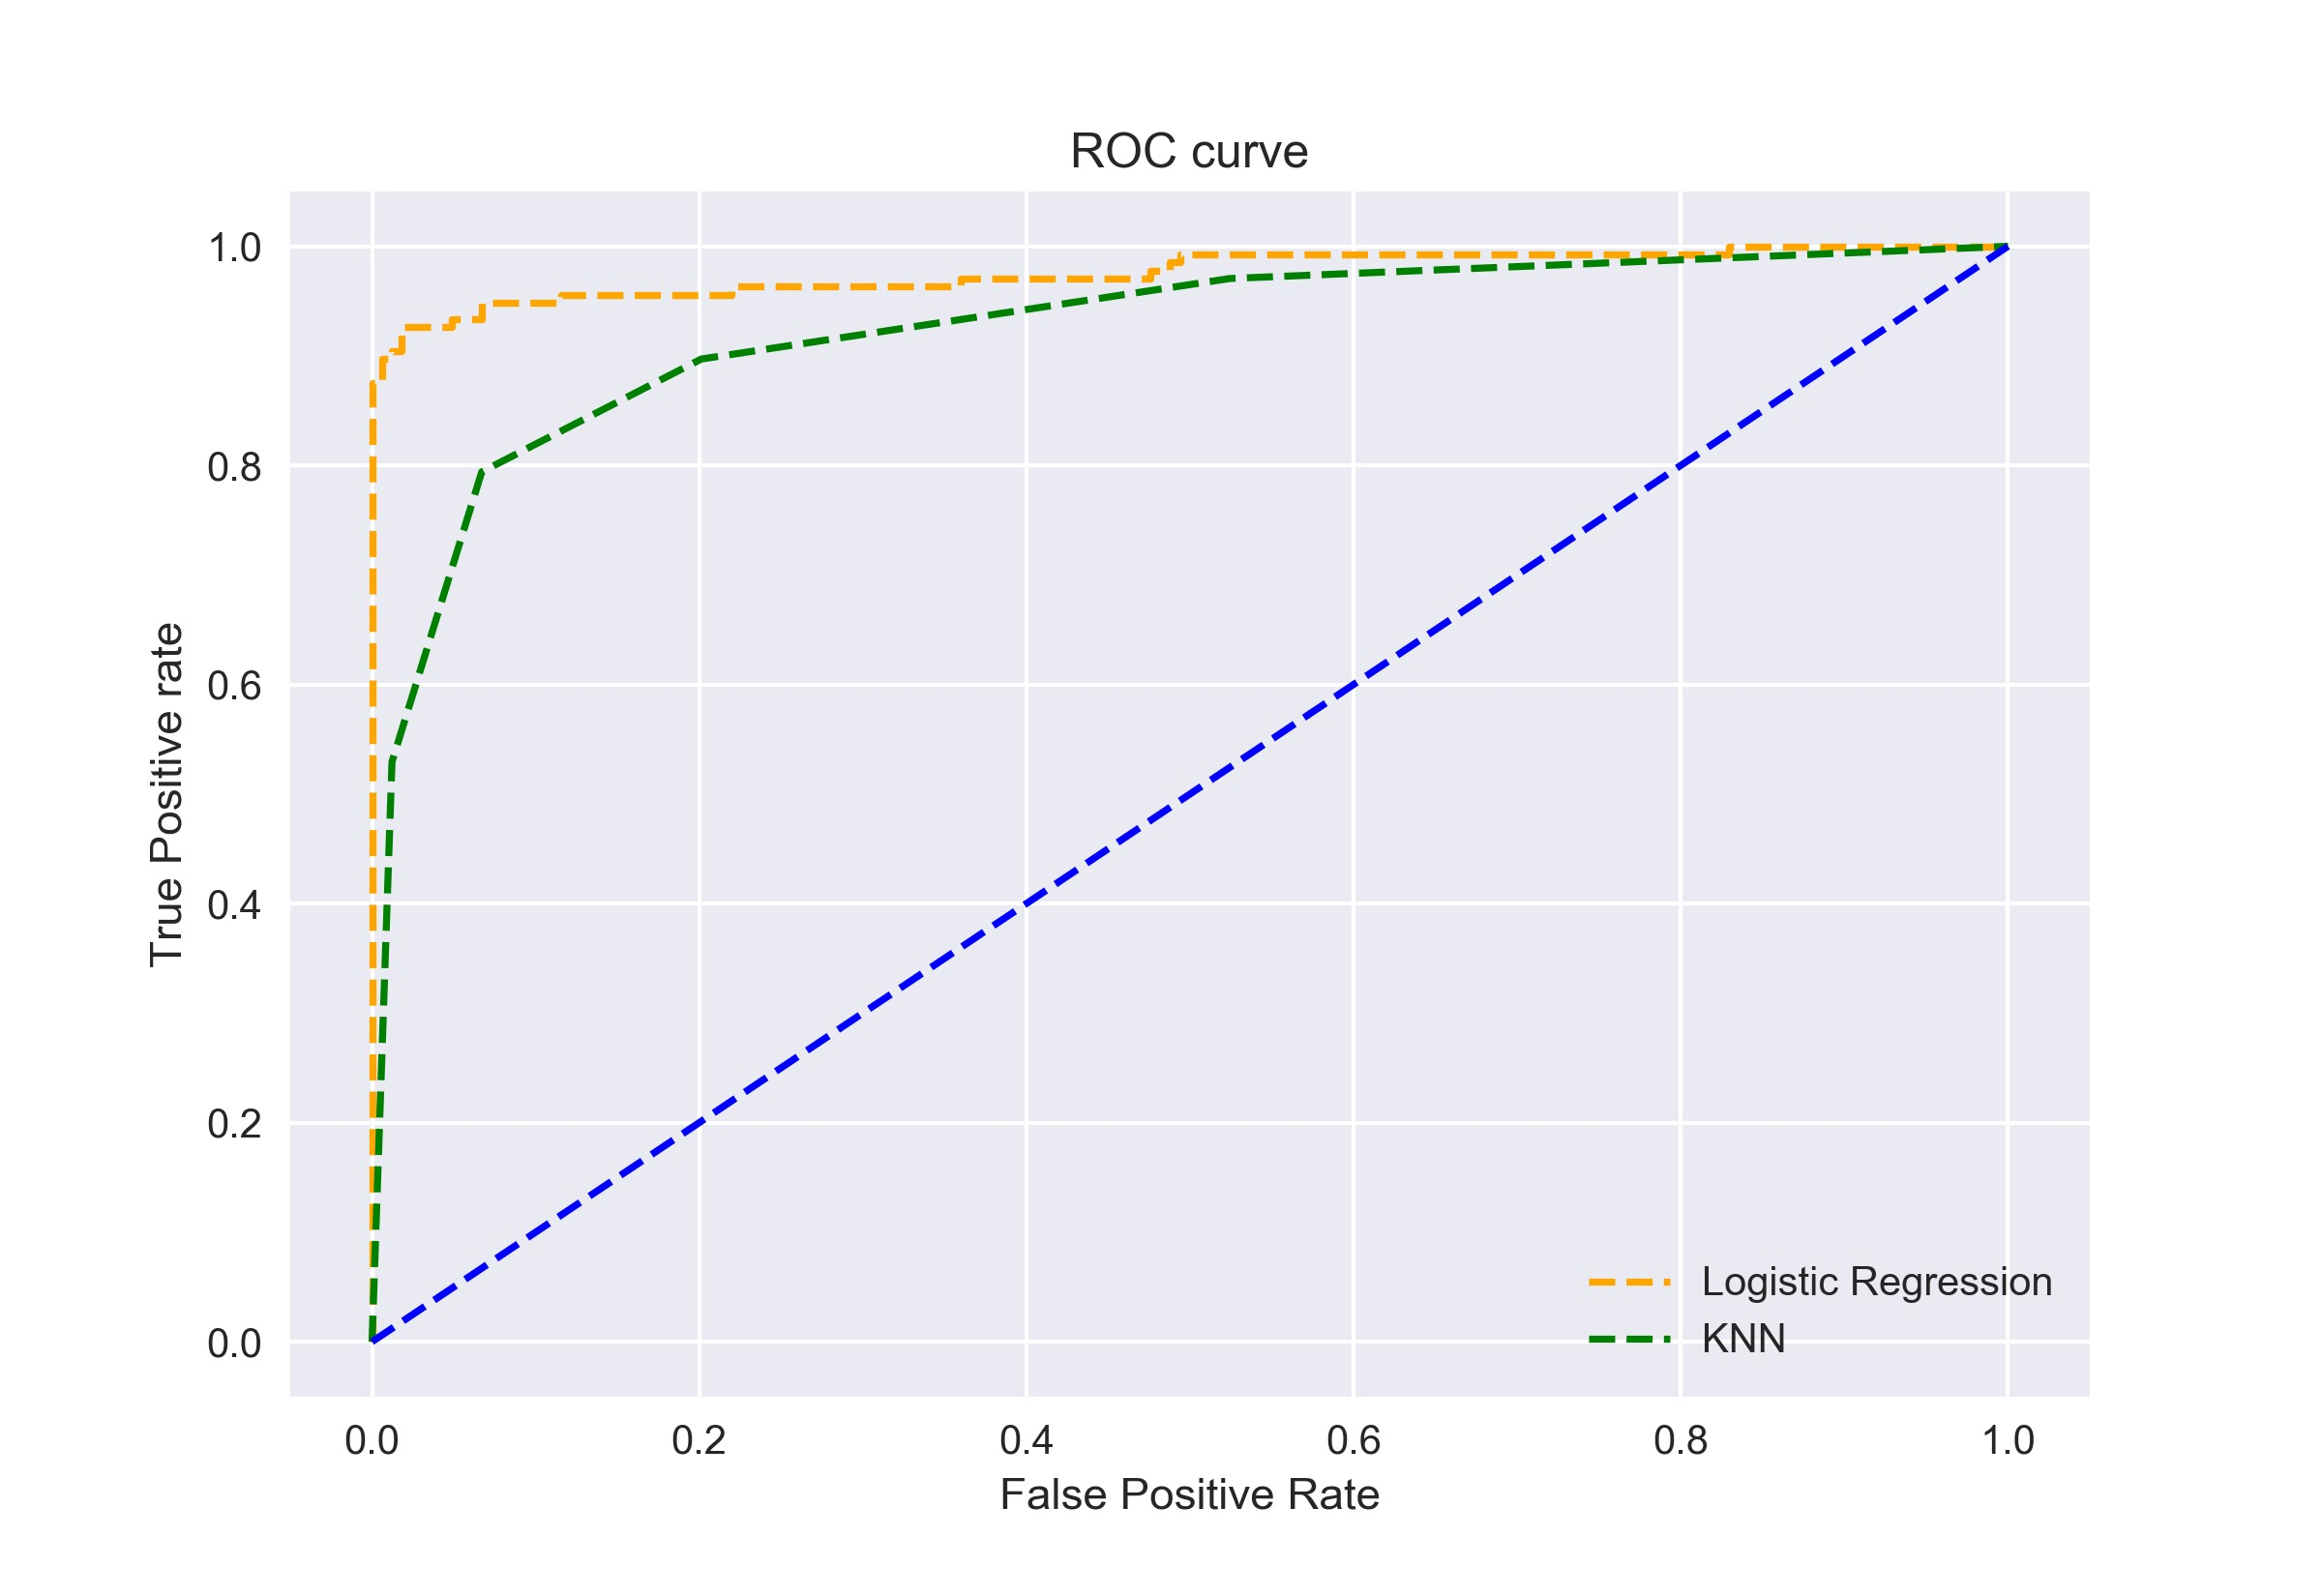 ROC curve
1.0
0.8
0.6
0.4
0.2
0.0
True Positive rate
0.0 0.2 0.4 0.6 0.8 1.0
False Positive Rate
Logistic Regression
KNN